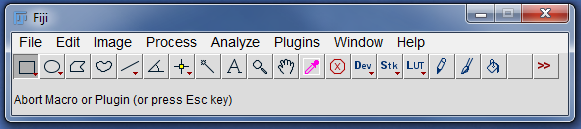 Fiji
File Edit Image Process Analyze Plugins Window Help
A Dev Stk LUT >>
Abort Macro or Plugin (or press Esc key)